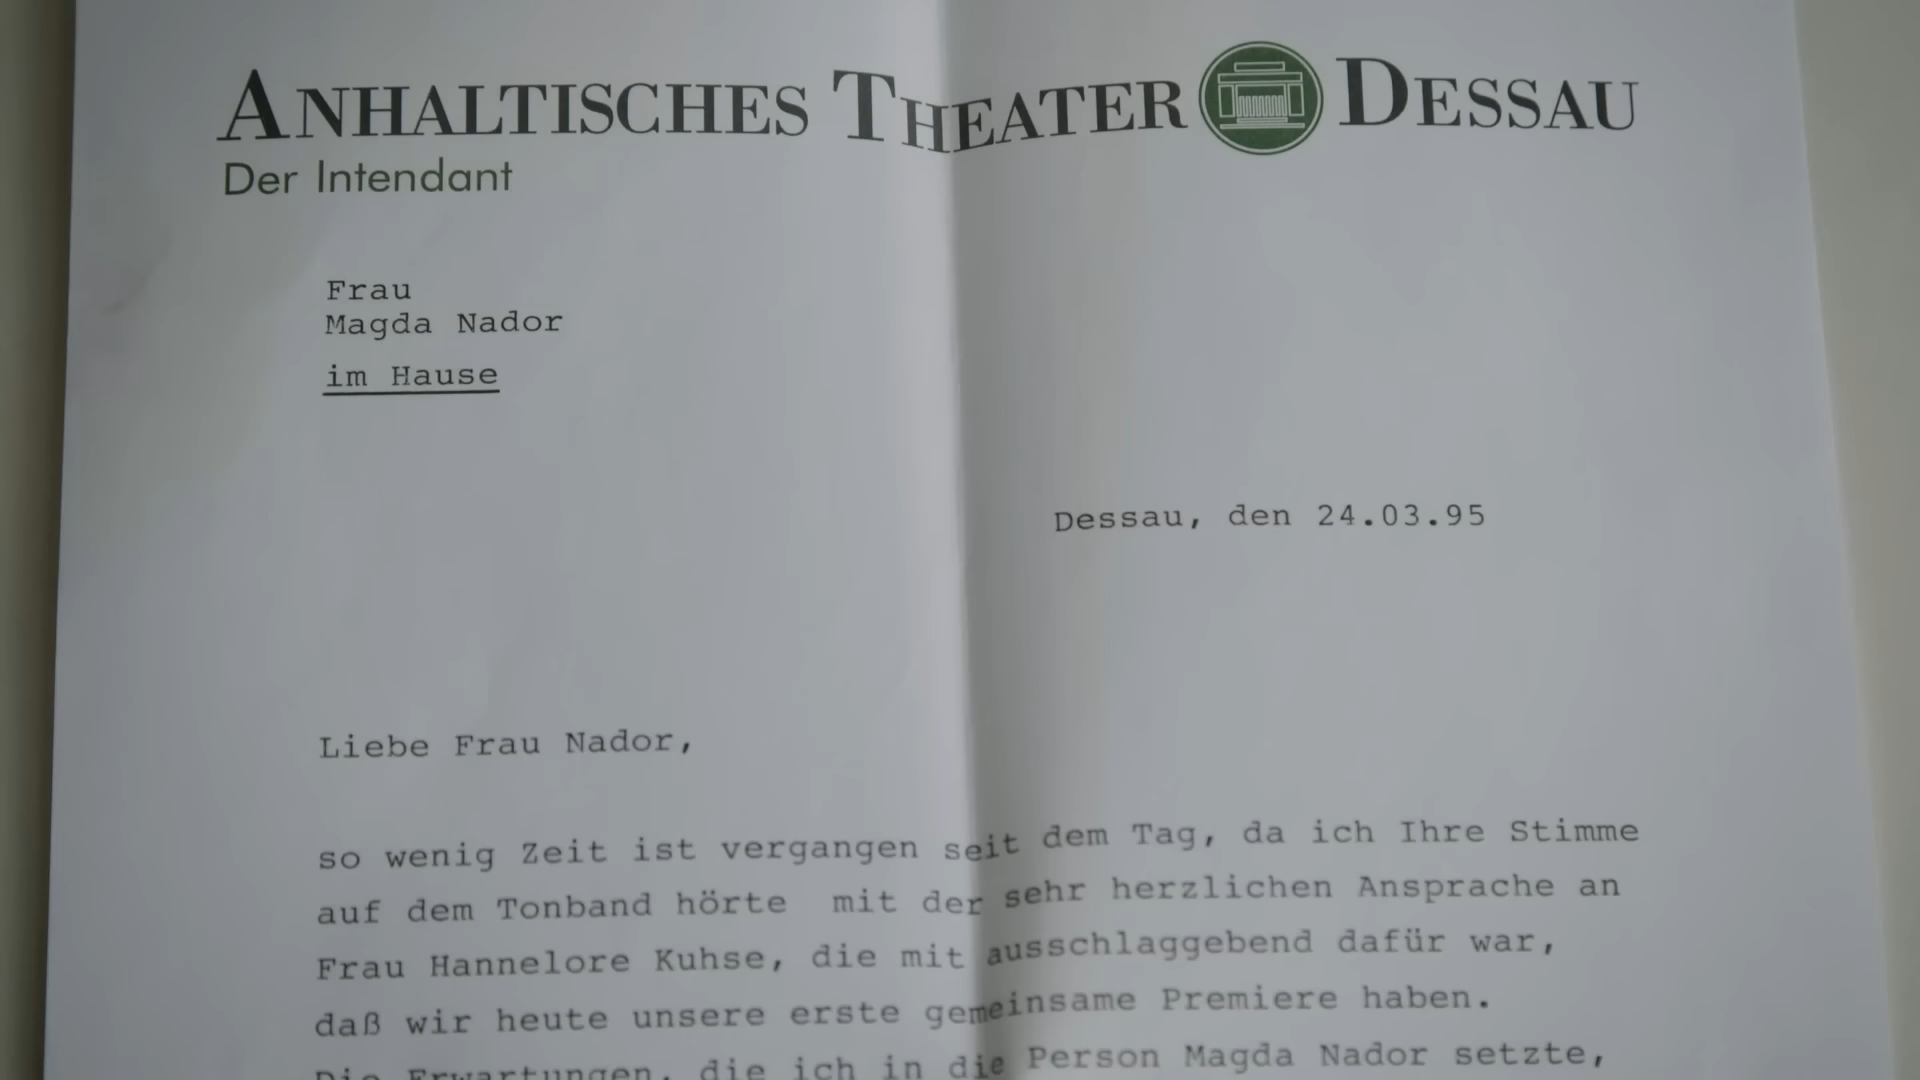 ANHALTISCHES THEATER DESSAU
Der Intendant
Frau
Magda Nador
im Hause
Dessau, den 24.03.95
Liebe Frau Nador,
so wenig Zeit ist vergangen seit dem Tag, da ich Ihre Stimme
auf dem Tonband hörte mit der sehr herzlichen Ansprache an
Frau Hannelore Kuhse, die mit ausschlaggebend dafür war,
daß wir heute unsere erste gemeinsame Premiere haben.
Die Erwartungen, die ich in die Person Magda Nador setzte,